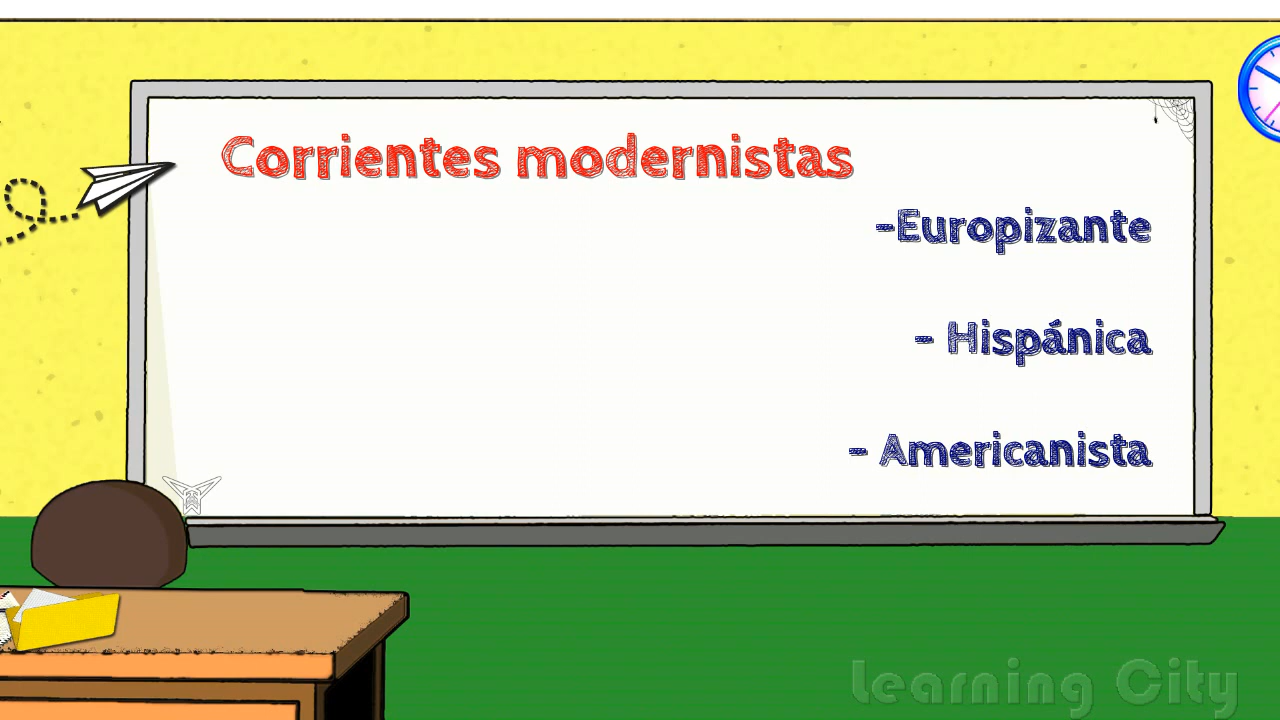 Corrientes modernistas
-Europizante
- Hispánica
- Americanista
Learning City